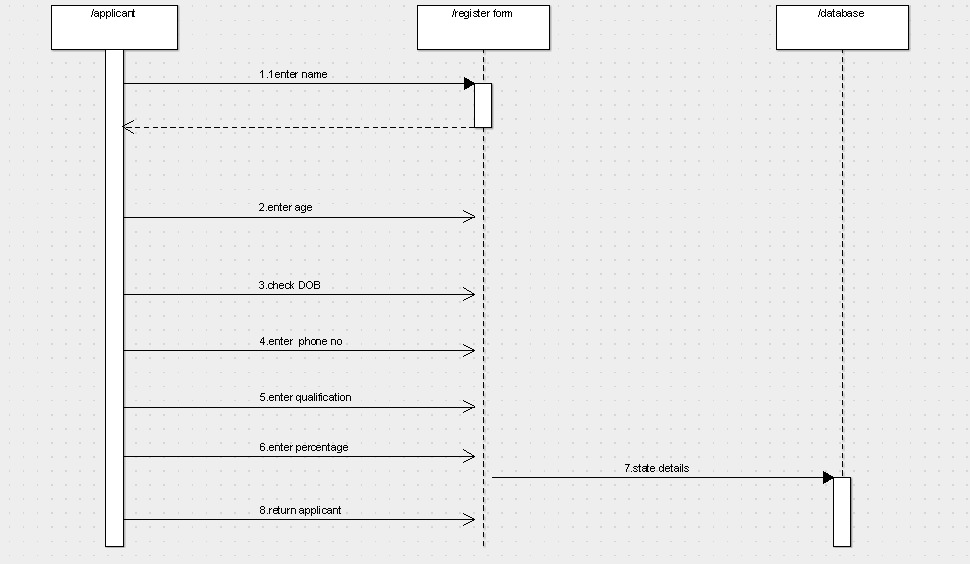 /applicant
/register form
/database
1.1enter name
2.enter age
3.check DOB
4.enter phone no
5.enter qualification
6.enter percentage
7.state details
8.return applicant